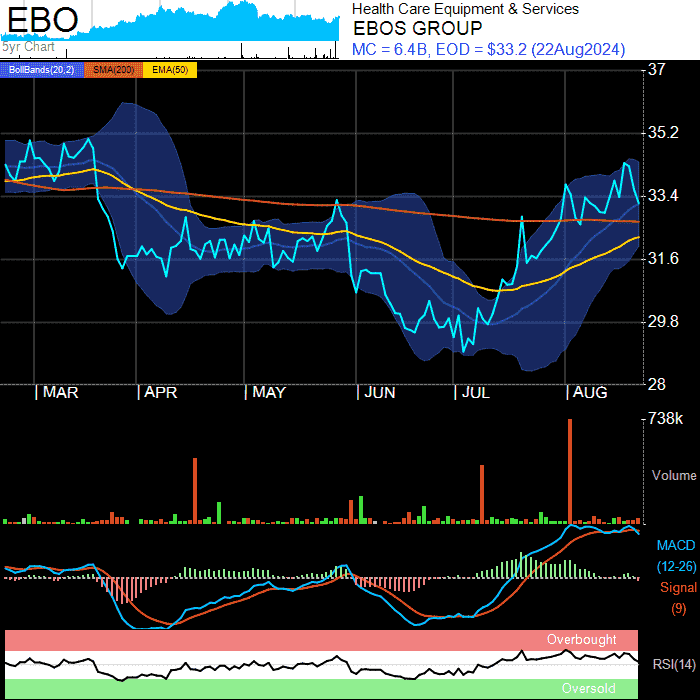 EBO
5yr Chart
Health Care Equipment & Services
EBOS GROUP
MC = 6.4B, EOD = $33.2 (22Aug2024)
BollBands(20,2) SMA(200) EMA(50)
37
35.2
33.4
31.6
29.8
28
| MAR | APR | MAY | JUN | JUL | AUG
738k
Volume
MACD
(12-26)
Signal
(9)
Overbought
RSI(14)
Oversold